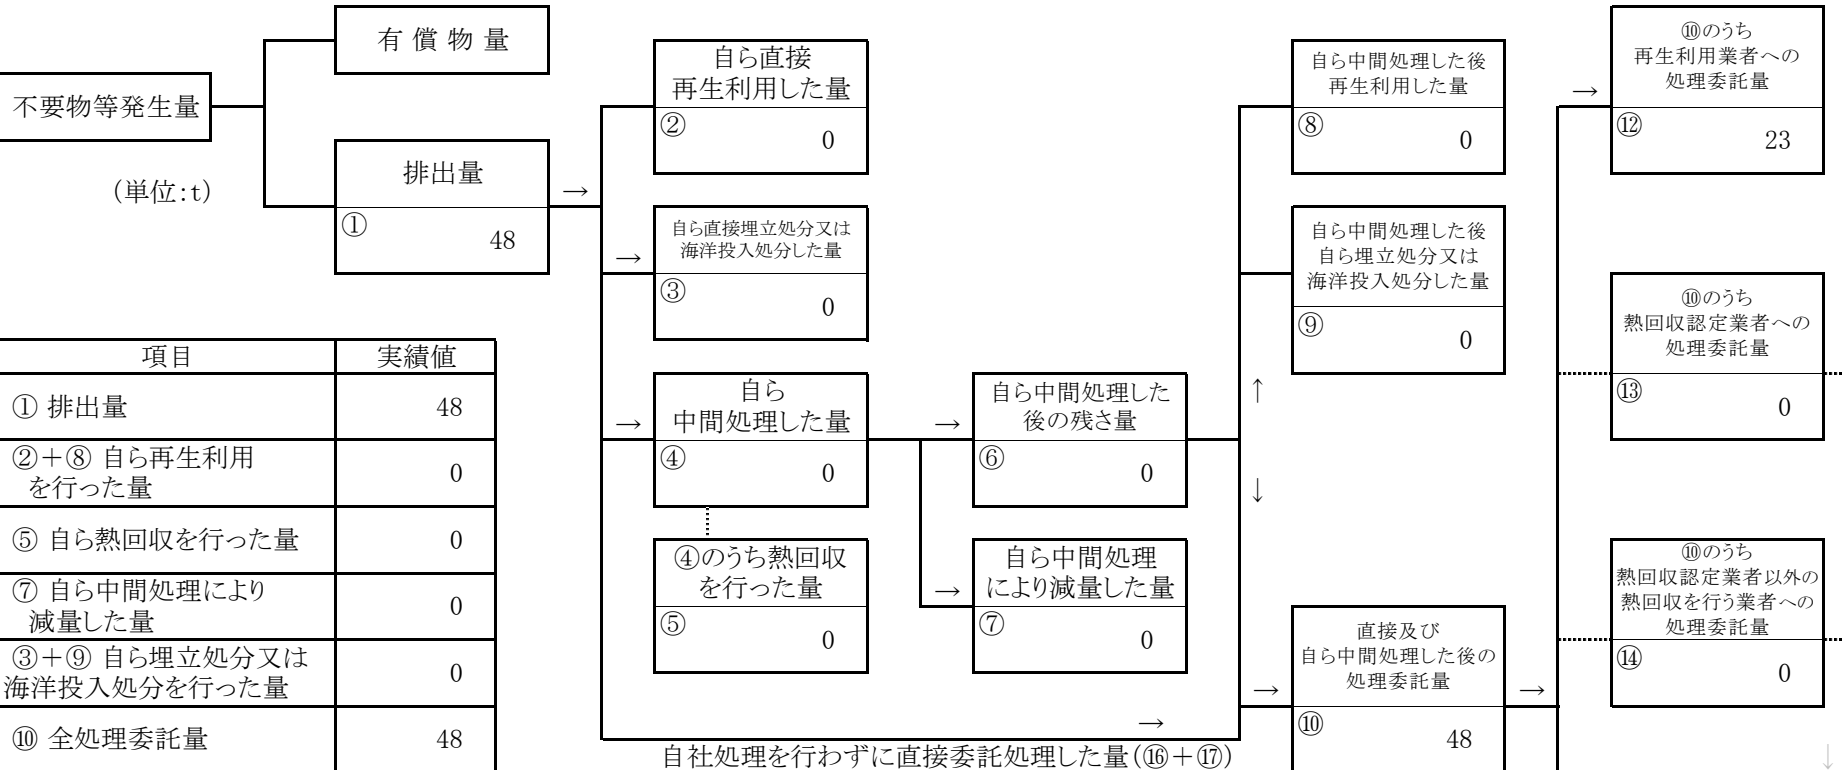 有 償 物 量
不要物等発生量
(単位:t)
排出量
①
48
→
自ら直接
再生利用した量
②
0
→
自ら直接埋立処分又は
海洋投入処分した量
③
0
→
自ら
中間処理した量
④
0
④のうち熱回収
を行った量
⑤
0
→
自ら中間処理した
後の残さ量
⑥
0
→
自ら中間処理
により減量した量
⑦
0
自ら中間処理した後
再生利用した量
⑧
0
自ら中間処理した後
自ら埋立処分又は
海洋投入処分した量
⑨
0
↑
↓
→
直接及び
自ら中間処理した後の
処理委託量
⑩
48
→
→
⑩のうち
再生利用業者への
処理委託量
⑫
23
⑩のうち
熱回収認定業者への
処理委託量
⑬
0
⑩のうち
熱回収認定業者以外の
熱回収を行う業者への
処理委託量
⑭
0
↓
→
自社処理を行わずに直接委託処理した量(⑯+⑰)
項目 実績値
① 排出量 48
②+⑧ 自ら再生利用
を行った量 0
⑤ 自ら熱回収を行った量 0
⑦ 自ら中間処理により
減量した量 0
③+⑨ 自ら埋立処分又は
海洋投入処分を行った量 0
⑩ 全処理委託量 48